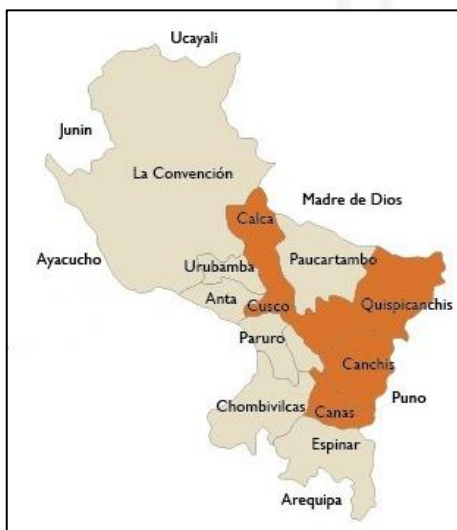 Ucayali
Junin
La Convención
Madre de Dios
Calca
Ayacucho
Urubamba
Paucartambo
Anta
Cusco
Quispicanchis
Paruro
Canchis
Chombivilcas
Canas
Puno
Espinar
Arequipa